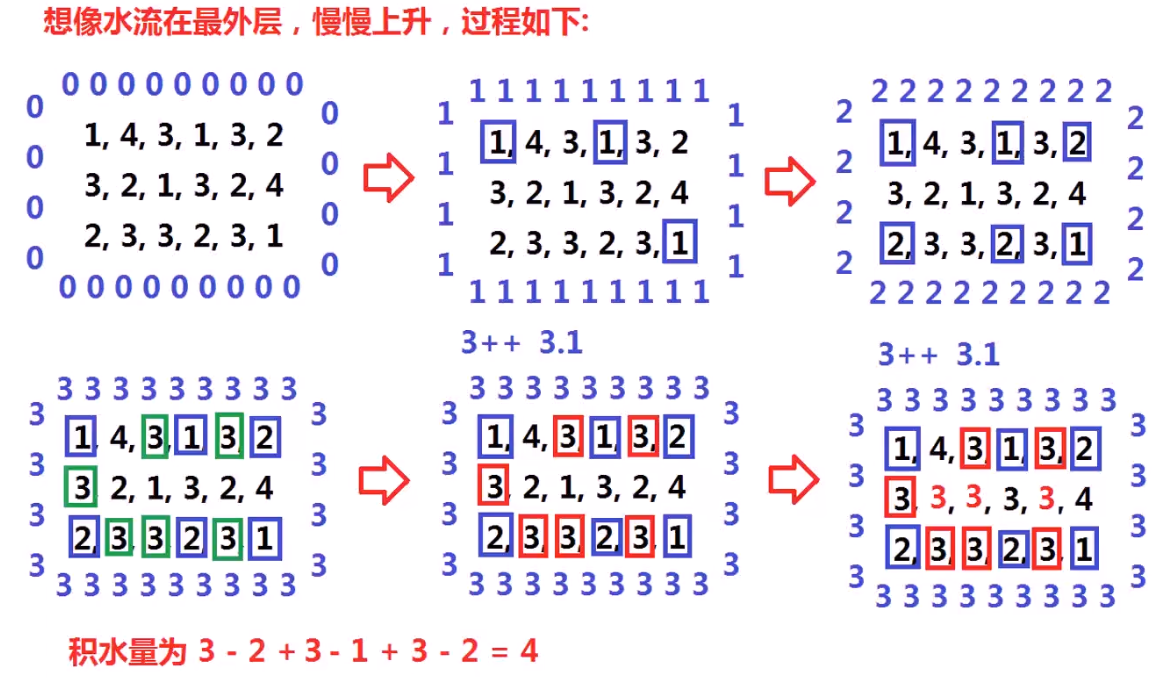 想像水流在最外层，慢慢上升，过程如下:
0 0 0 0 0 0 0 0 0
0 0
1, 4, 3, 1, 3, 2
0 0
3, 2, 1, 3, 2, 4
0 0
2, 3, 3, 2, 3, 1
0 0
0 0 0 0 0 0 0 0 0
1 1 1 1 1 1 1 1 1
1 1
1, 4, 3, 1, 3, 2
1 1
3, 2, 1, 3, 2, 4
1 1
2, 3, 3, 2, 3, 1
1 1
1 1 1 1 1 1 1 1 1
2 2 2 2 2 2 2 2 2
2 2
1, 4, 3, 1, 3, 2
2 2
3, 2, 1, 3, 2, 4
2 2
2, 3, 3, 2, 3, 1
2 2
2 2 2 2 2 2 2 2 2
3 3 3 3 3 3 3 3 3
3 3
1, 4, 3, 1, 3, 2
3 3
3, 2, 1, 3, 2, 4
3 3
2, 3, 3, 2, 3, 1
3 3
3 3 3 3 3 3 3 3 3
3++ 3.1
3 3 3 3 3 3 3 3 3
3 3
1, 4, 3, 1, 3, 2
3 3
3, 2, 1, 3, 2, 4
3 3
2, 3, 3, 2, 3, 1
3 3
3 3 3 3 3 3 3 3 3
3++ 3.1
3 3 3 3 3 3 3 3 3
3 3
1, 4, 3, 1, 3, 2
3 3
3, 3, 3, 3, 3, 4
3 3
2, 3, 3, 2, 3, 1
3 3
3 3 3 3 3 3 3 3 3
积水量为 3 - 2 + 3 - 1 + 3 - 2 = 4